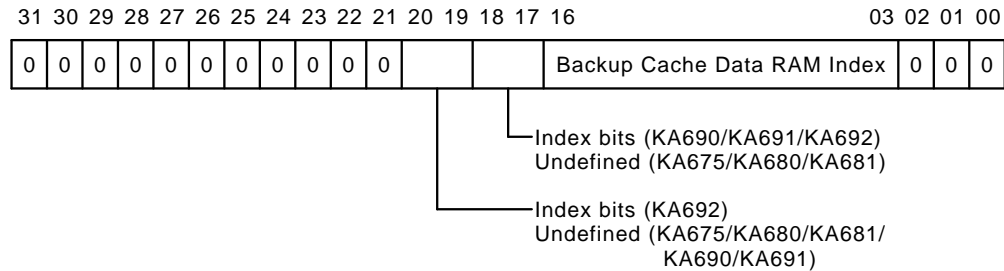 31 30 29 28 27 26 25 24 23 22 21 20 19 18 17 16 03 02 01 00
0 0 0 0 0 0 0 0 0 0 0 Backup Cache Data RAM Index 0 0 0
Index bits (KA690/KA691/KA692)
Undefined (KA675/KA680/KA681)
Index bits (KA692)
Undefined (KA675/KA680/KA681/
KA690/KA691)